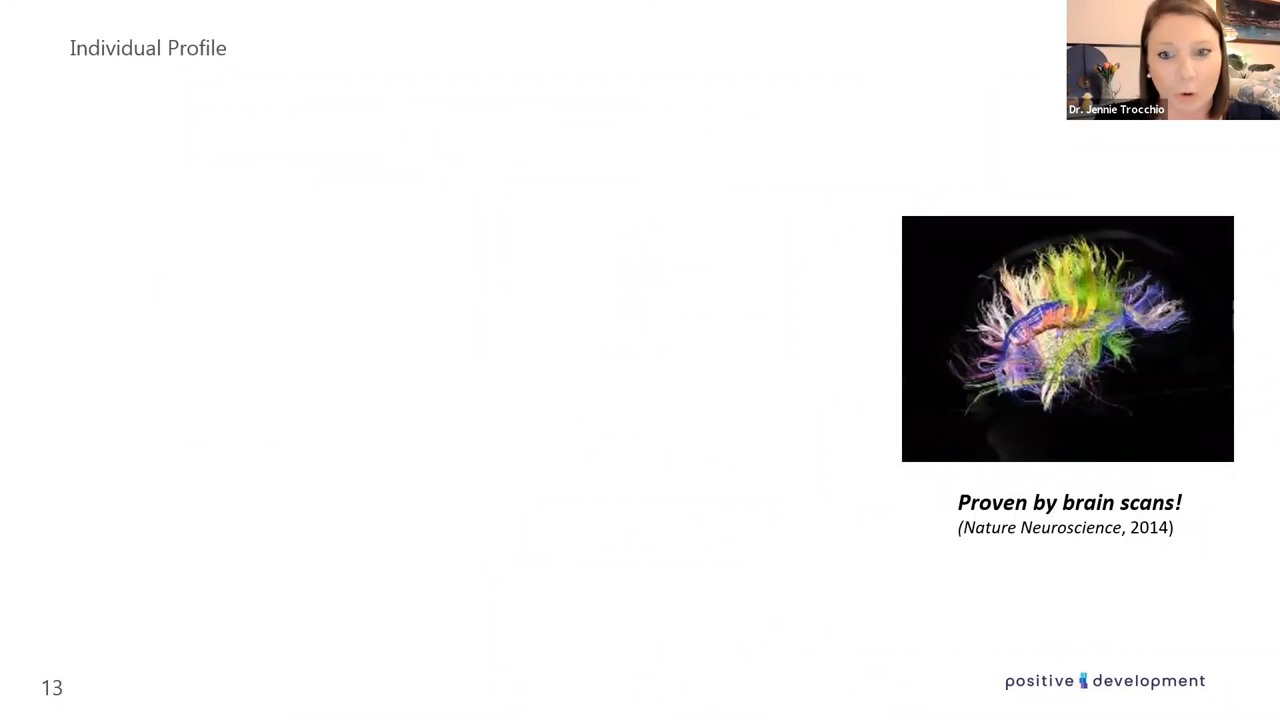 Individual Profile
Dr. Jennie Trocchio
Proven by brain scans!
(Nature Neuroscience, 2014)
13
positive development